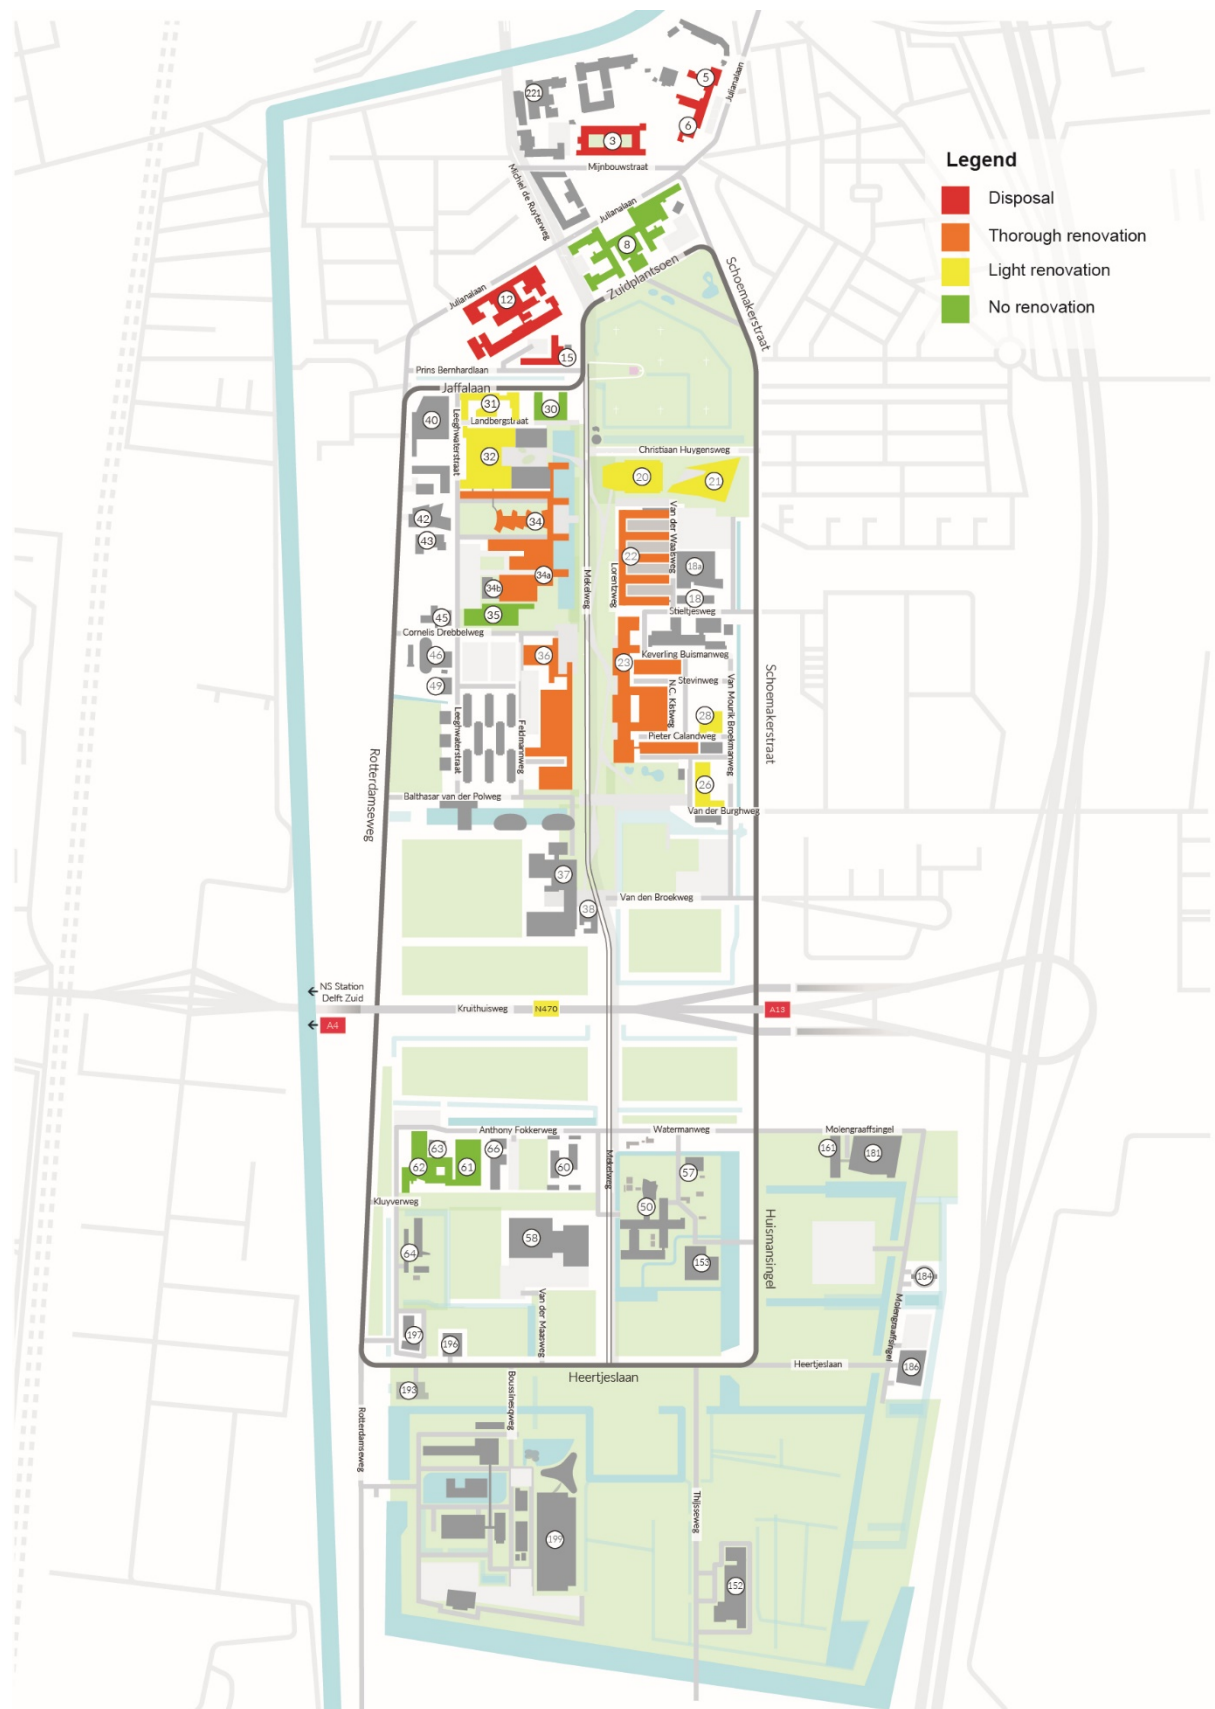 5
221
Julianalaan
6
3
Mijnbouwstraat
Legend
Disposal
Thorough renovation
Light renovation
No renovation
Michiel de Ruyterweg
Julianalaan
8
Zuidplantsoen
Schoemakerstraat
Julianalaan
12
15
Prins Bernhardlaan
Jaffalaan
31
30
40
Landbergstraat
Leeghwaterstraat
32
Christiaan Huygensweg
20
21
42
34
Van der Waalsweg
43
22
18a
34a
34b
Mekelweg
Lorentzweg
18
35
45
Stieltjesweg
Cornelis Drebbelweg
46
36
23
Keverling Buismanweg
Stevinweg
49
N.C. Kistweg
Van Mourik Broekmanweg
Schoemakerstraat
28
Leeghwaterstraat
Feldmannweg
Pieter Calandweg
Rotterdamseweg
26
Balthasar van der Polweg
Van der Burghweg
37
38
Van den Broekweg
NS Station
Delft Zuid
Kruithuisweg
N470
A13
A4
Anthony Fokkerweg
Watermanweg
Molengraaffsingel
63
66
161
181
62
61
60
Mekelweg
57
Kluyverweg
50
64
58
153
Huismansingel
184
Van der Maasweg
Molengraaffsingel
197
196
Heertjeslaan
186
Heertjeslaan
193
Boussinesqweg
Rotterdamseweg
Thijsseweg
199
152